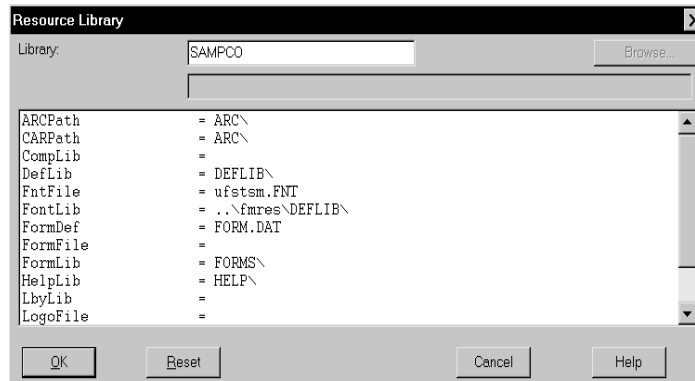 Resource Library
Library: SAMPCO Browse...
ARCPath = ARC\
CARPath = ARC\
CompLib =
DefLib = DEFLIB\
FntFile = ufstsm.FNT
FontLib = ..\fmres\DEFLIB\
FormDef = FORM.DAT
FormFile =
FormLib = FORMS\
HelpLib = HELP\
LbyLib =
LogoFile =
OK Reset Cancel Help